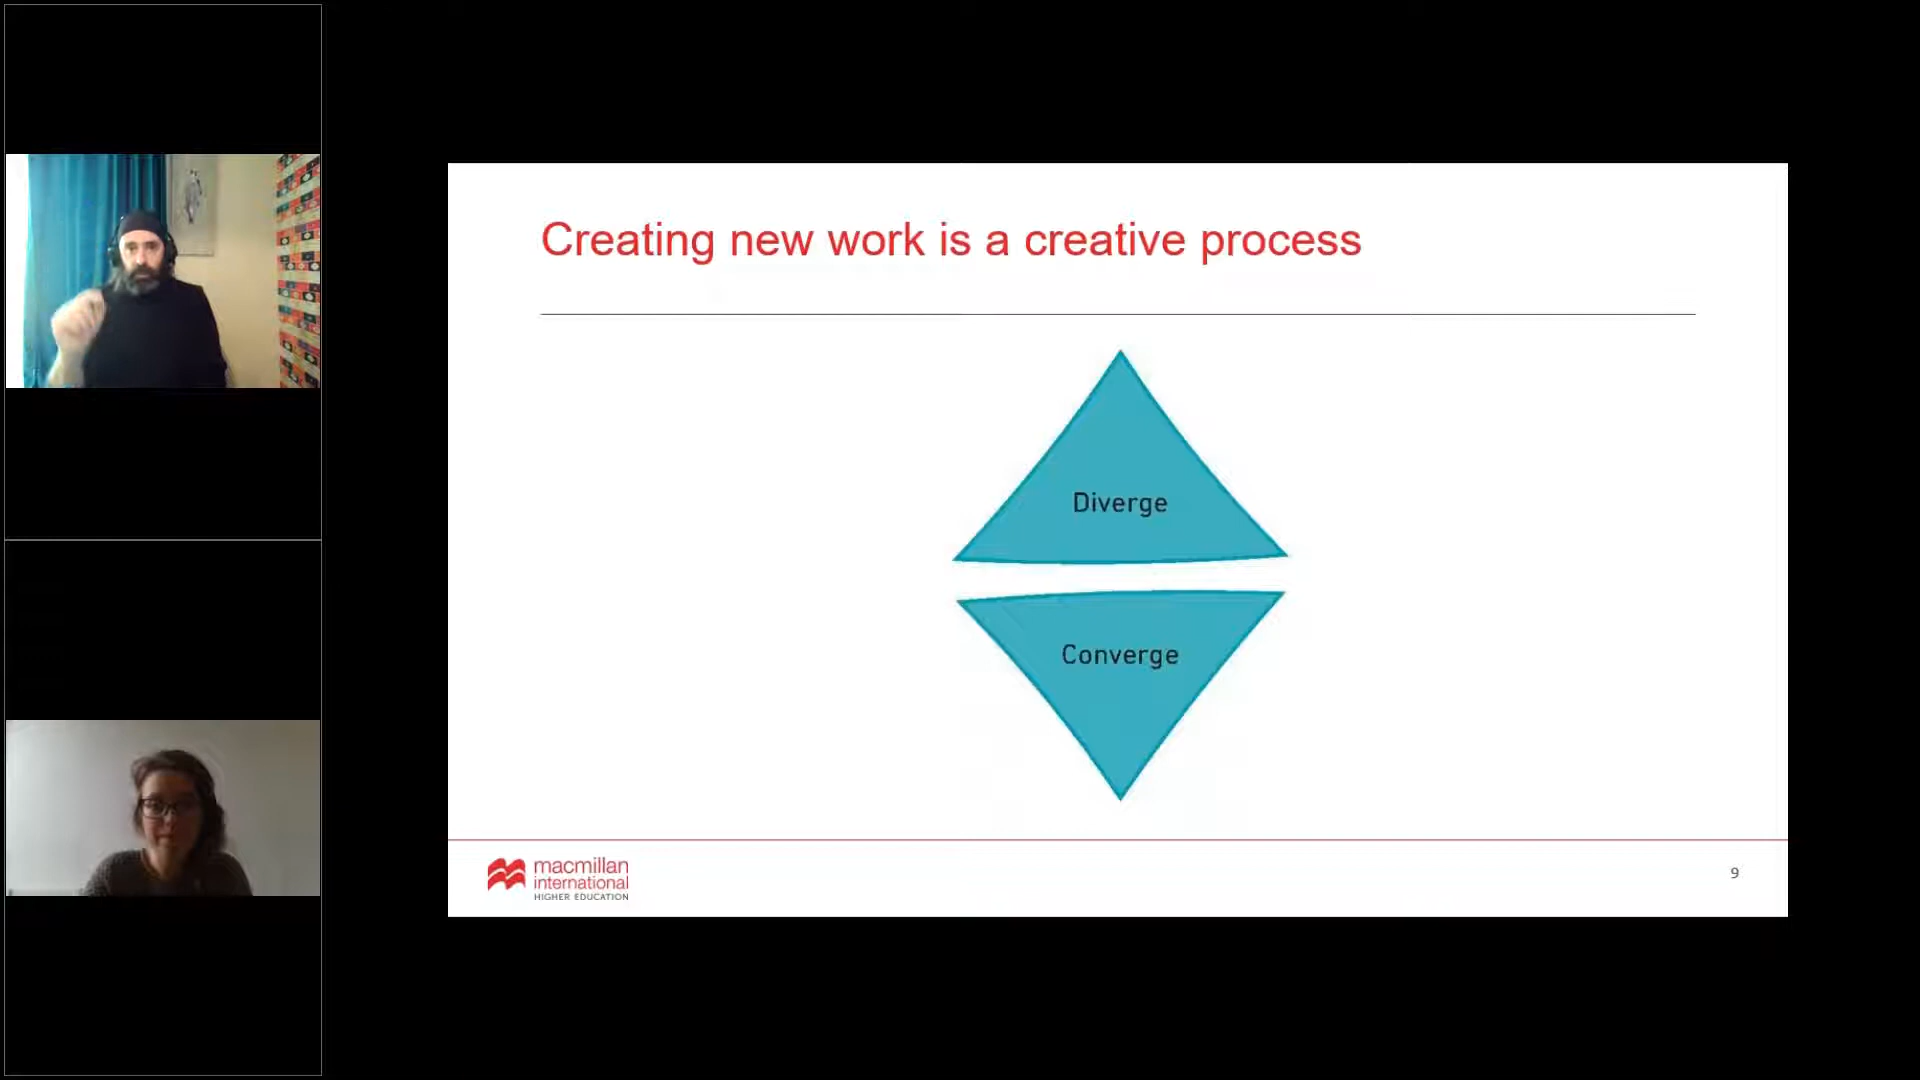 Creating new work is a creative process
Diverge
Converge
macmillan
international
HIGHER EDUCATION
9